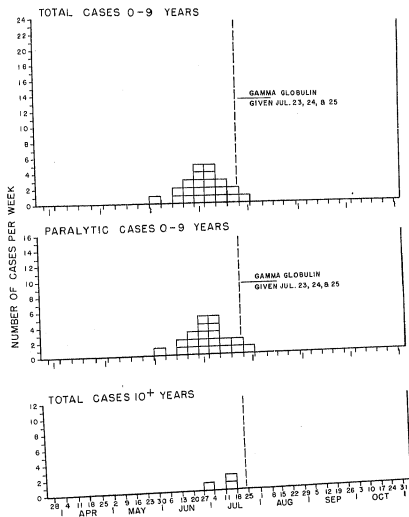 TOTAL CASES 0-9 YEARS
24
22
20
18
16
14
12
10
8
6
4
2
0
GAMMA GLOBULIN
GIVEN JUL. 23, 24, & 25
NUMBER OF CASES PER WEEK
PARALYTIC CASES 0-9 YEARS
16
14
12
10
8
6
4
2
0
GAMMA GLOBULIN
GIVEN JUL. 23, 24, & 25
TOTAL CASES 10+ YEARS
12
10
8
6
4
2
0
28 4 11 18 25 2 9 16 23 30 6 13 20 27 4 11 18 25 1 8 15 22 29 5 12 19 26 3 10 17 24 31
APR MAY JUN JUL AUG SEP OCT